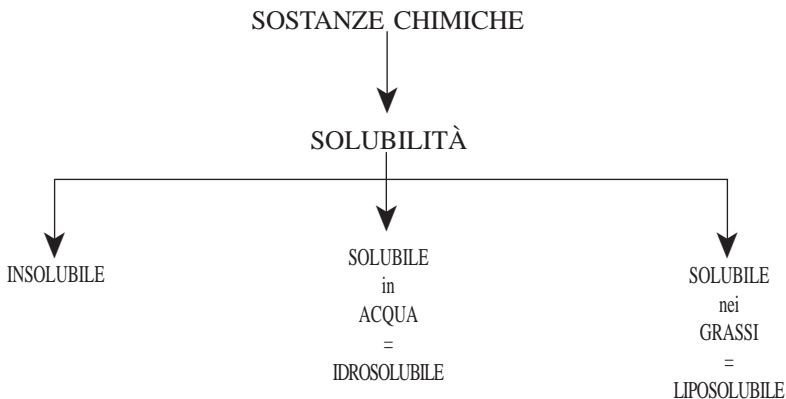 SOSTANZE CHIMICHE
SOLUBILITÀ
INSOLUBILE
SOLUBILE
in
ACQUA
=
IDROSOLUBILE
SOLUBILE
nei
GRASSI
=
LIPOSOLUBILE